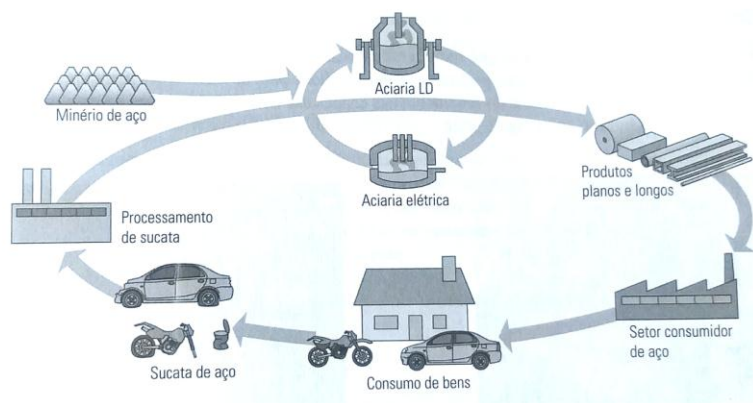 Aciaria LD
Minério de aço
Aciaria elétrica
Produtos
planos e longos
Processamento
de sucata
Setor consumidor
de aço
Sucata de aço
Consumo de bens